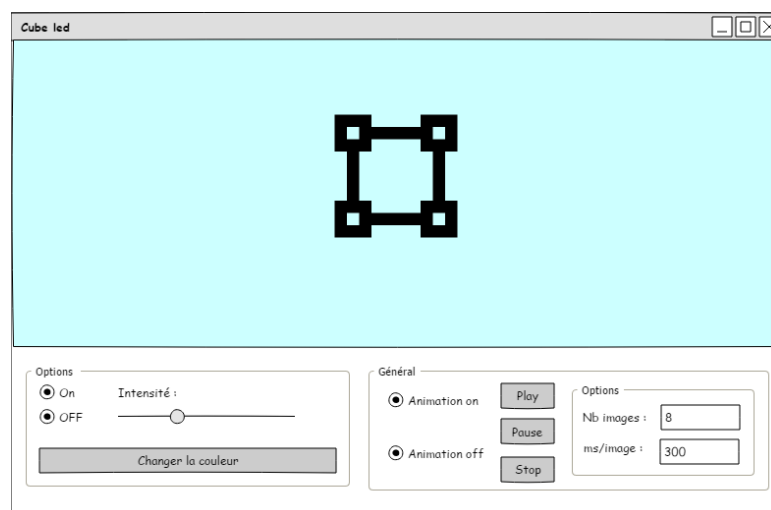 Cube led
Options
On
Intensité :
OFF
Changer la couleur
Général
Animation on
Animation off
Play
Pause
Stop
Options
Nb images : 8
ms/image : 300